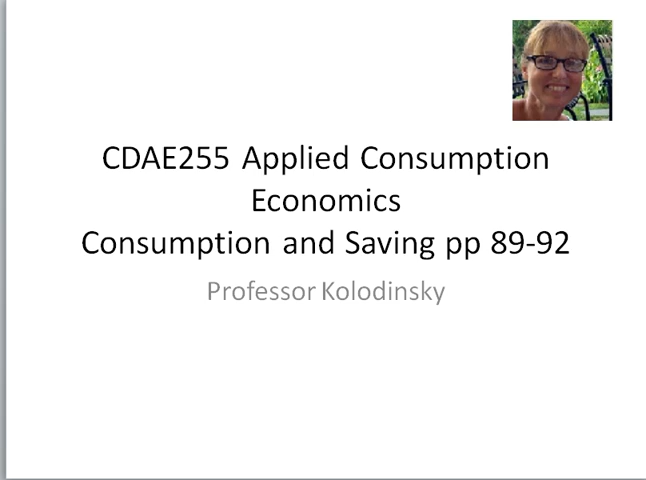 CDAE255 Applied Consumption
Economics
Consumption and Saving pp 89-92
Professor Kolodinsky